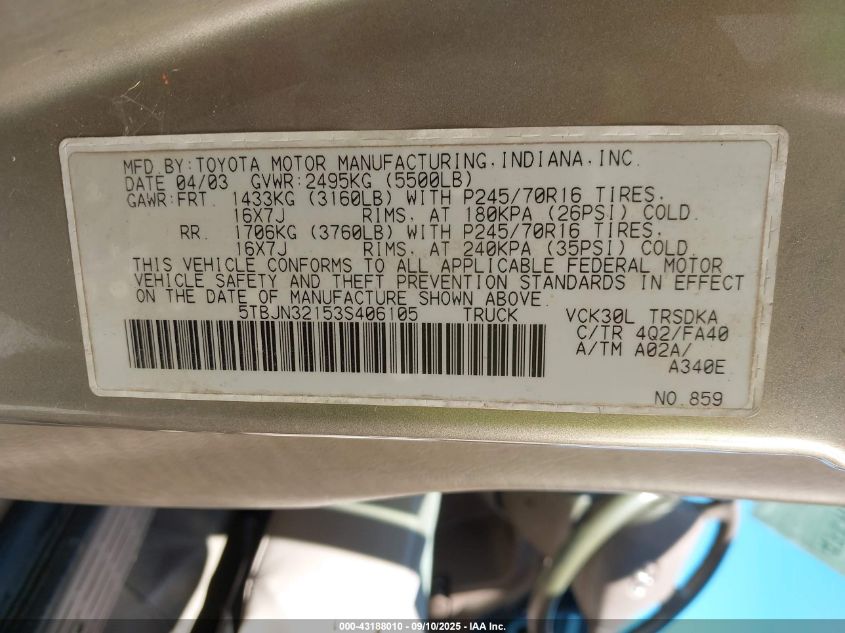 MFD.BY:TOYOTA MOTOR MANUFACTURING.INDIANA.INC.
DATE 04/03 GVWR:2495KG (5500LB)
GAWR:FRT. 1433KG (3160LB) WITH P245/70R16 TIRES.
16X7J RIMS. AT 180KPA (26PSI) COLD.
RR. 1706KG (3760LB) WITH P245/70R16 TIRES.
16X7J RIMS. AT 240KPA (35PSI) COLD
THIS VEHICLE CONFORMS TO ALL APPLICABLE FEDERAL MOTOR
VEHICLE SAFETY AND THEFT PREVENTION STANDARDS IN EFFECT
ON THE DATE OF MANUFACTURE SHOWN ABOVE.
5TBJN32153S406105 TRUCK VCK30L TRSDKA
C/TR 4Q2/FA40
A/TM A02A/
A340E
NO.859
000-43188010 - 09/10/2025 - IAA Inc.